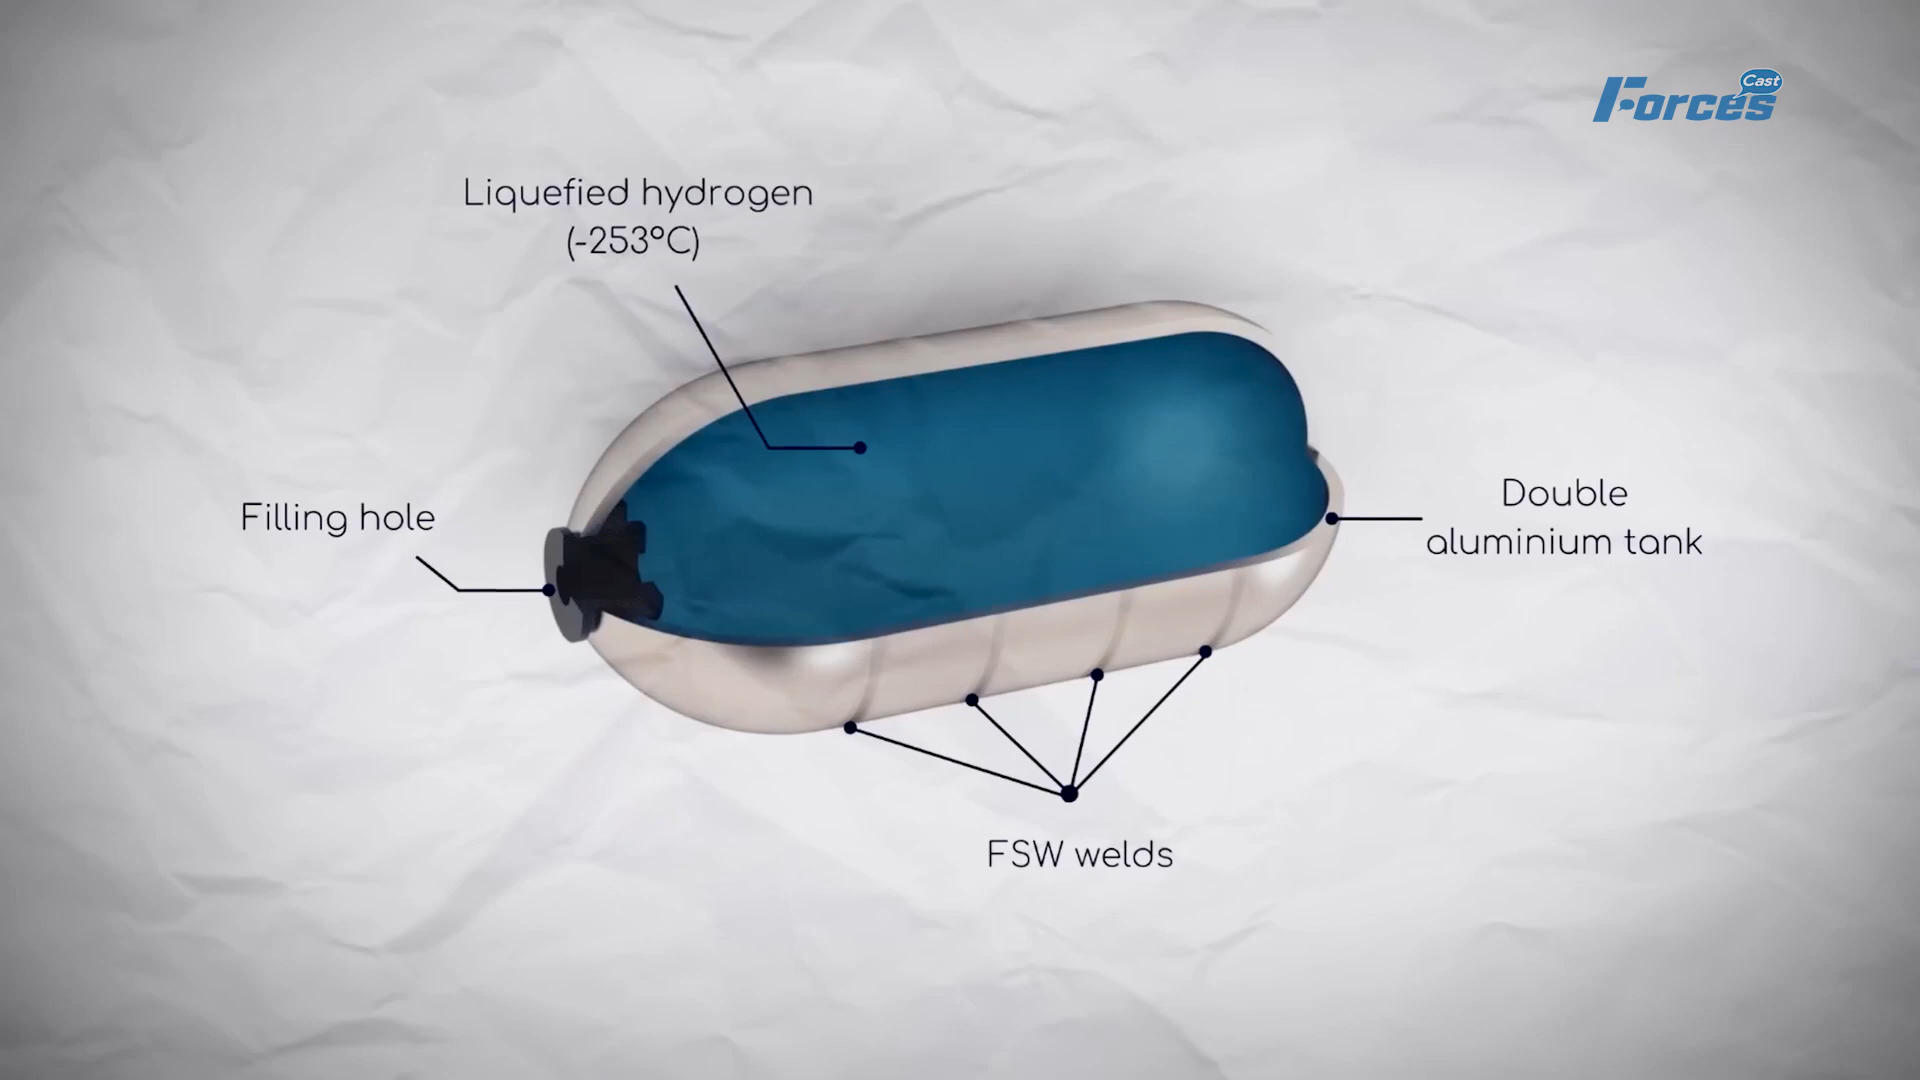 Cast
Forces
Liquefied hydrogen
(-253°C)
Filling hole
Double
aluminium tank
FSW welds